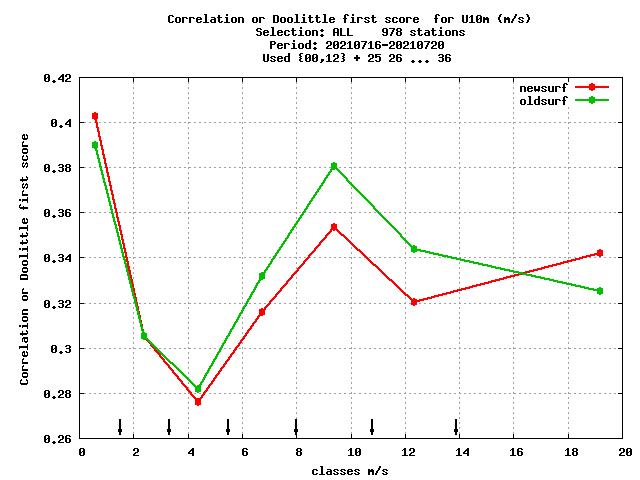 Correlation or Doolittle first score  for U10m (m/s)
Selection: ALL    978 stations
Period: 20210716-20210720
Used {00,12} + 25 26 ... 36
newsurf
oldsurf
0.42
0.4
0.38
0.36
0.34
0.32
0.3
0.28
0.26
Correlation or Doolittle first score
0 2 4 6 8 10 12 14 16 18 20
classes m/s